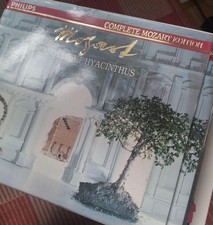 PHILIPS
COMPLETE MOZART EDITION
Mozart
HYACINTHUS